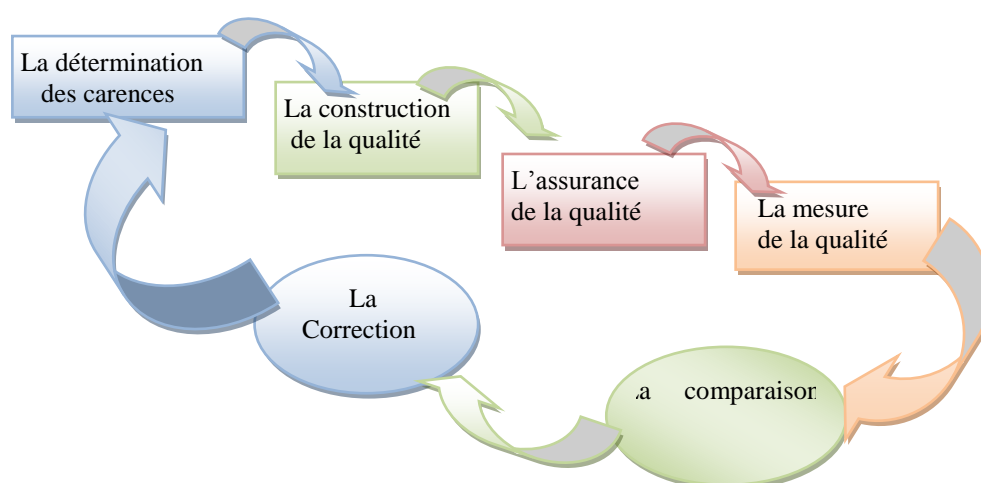 La détermination
des carences
La construction
de la qualité
L'assurance
de la qualité
La mesure
de la qualité
La
Correction
a comparaison